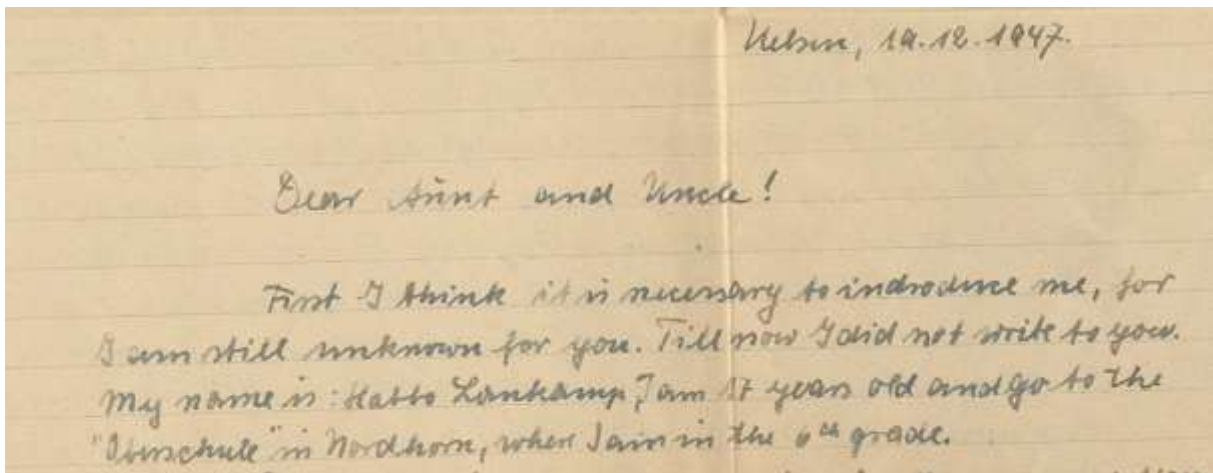 Uelsen, 19.12.1947.
Dear Aunt and Uncle!
First I think it is necessary to indroduce me, for
I am still unknown for you. Till now I did not write to you.
My name is: Hatto Lankamp, I am 17 years old and go to the
"Oberschule" in Nordhorn, where I am in the 6th grade.